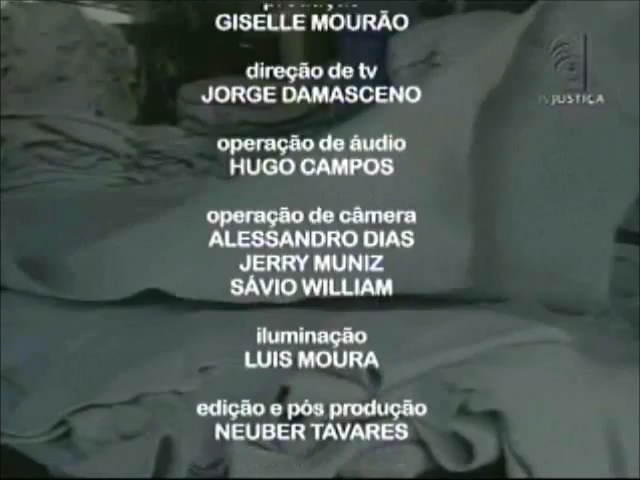 produção
GISELLE MOURÃO
direção de tv
JORGE DAMASCENO
operação de áudio
HUGO CAMPOS
operação de câmera
ALESSANDRO DIAS
JERRY MUNIZ
SÁVIO WILLIAM
iluminação
LUIS MOURA
edição e pós produção
NEUBER TAVARES
JUSTIÇA